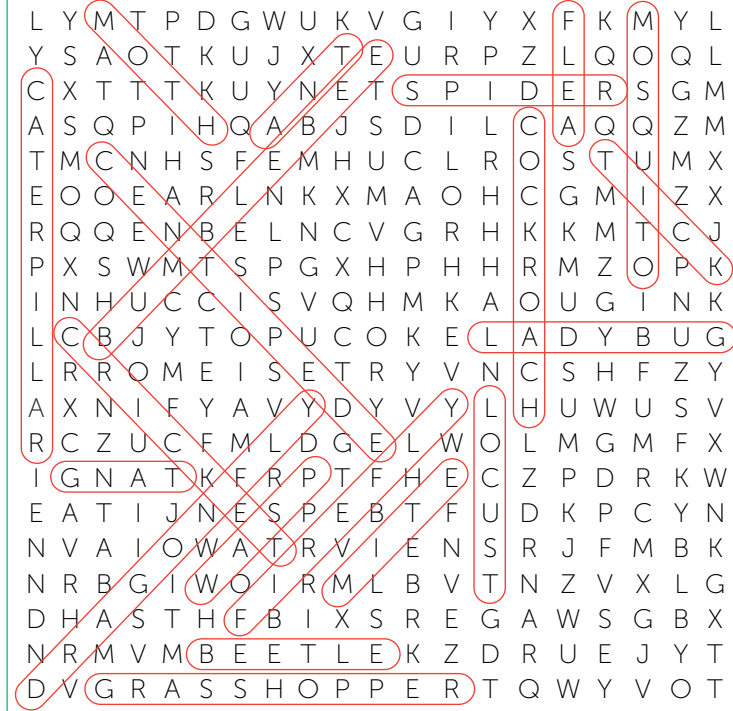 L Y M T P D G W U K V G I Y X F K M Y L
Y S A O T K U J X T E U R P Z L Q O Q L
C X T T T K U Y N E T S P I D E R S G M
A S Q P I H Q A B J S D I L C A Q Q Z M
T M C N H S F E M H U C L R O S T U M X
E O O E A R L N K X M A O H C G M I Z X
R Q Q E N B E L N C V G R H K K M T C J
P X S W M T S P G X H P H H R M Z O P K
I N H U C C I S V Q H M K A O U G I N K
L C B J Y T O P U C O K E L A D Y B U G
L R R O M E I S E T R Y V N C S H F Z Y
A X N I F Y A V Y D Y V Y L H U W U S V
R C Z U C F M L D G E L W O L M G M F X
I G N A T K F R P T F H E C Z P D R K W
E A T I J N E S P E B T F U D K P C Y N
N V A I O W A T R V I E N S R J F M B K
N R B G I W O I R M L B V T N Z V X L G
D H A S T H F B I X S R E G A W S G B X
N R M V M B E E T L E K Z D R U E J Y T
D V G R A S S H O P P E R T Q W Y V O T